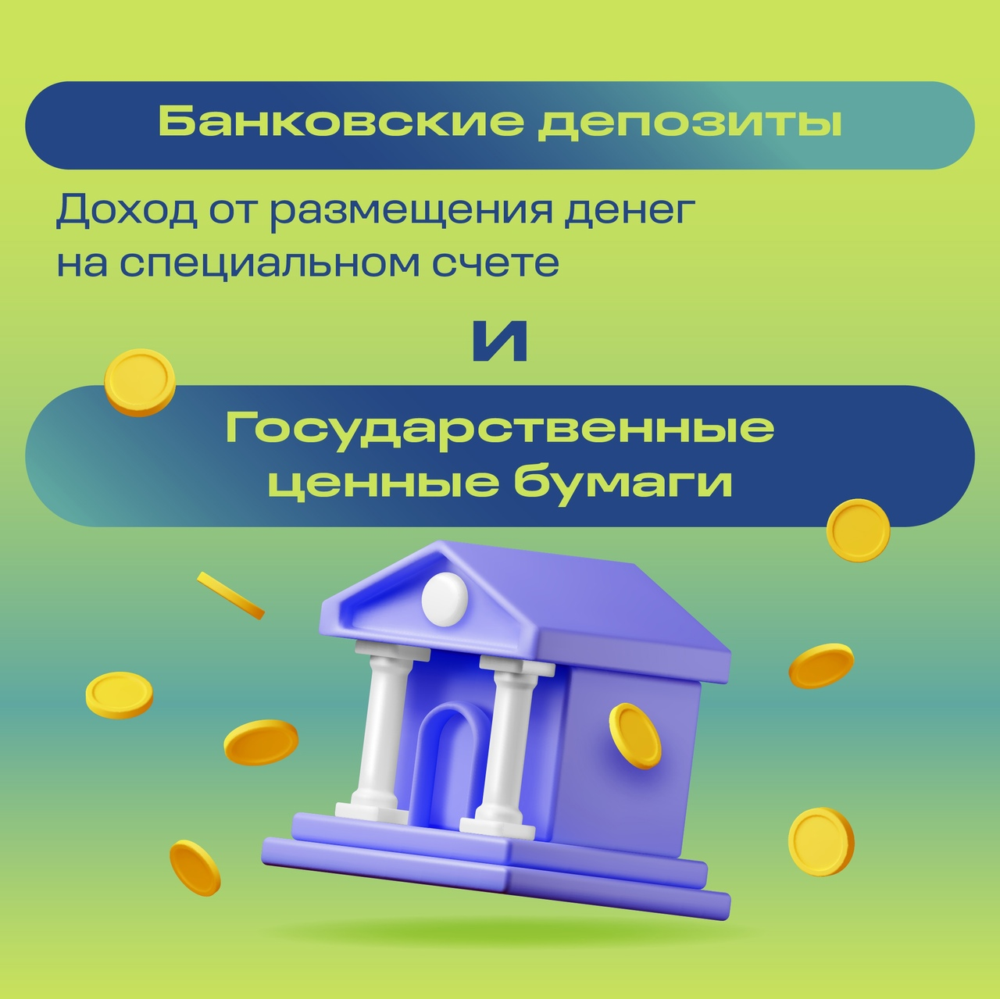 Банковские депозиты
Доход от размещения денег
на специальном счете
и
Государственные
ценные бумаги